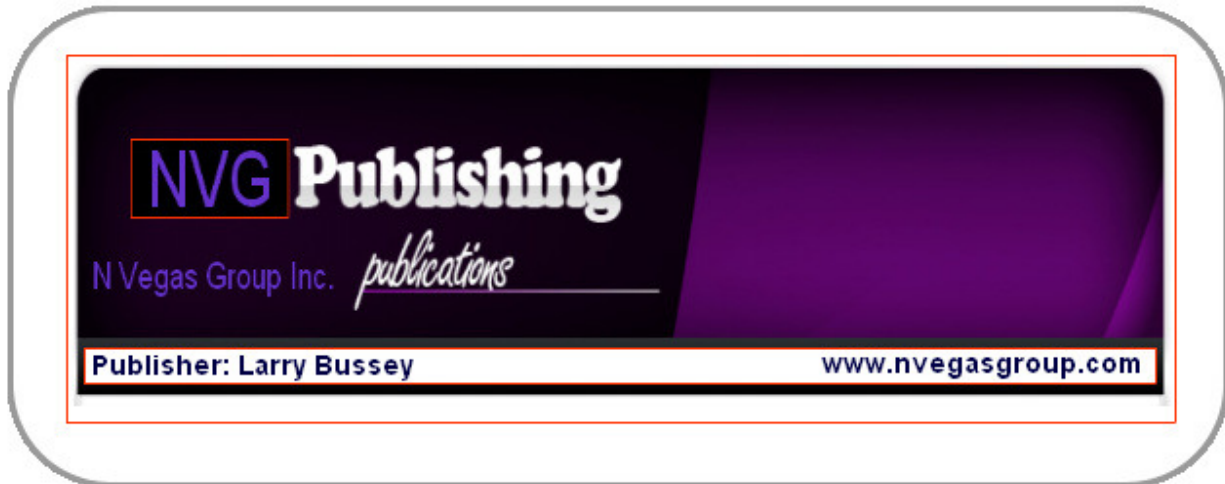 NVG Publishing
N Vegas Group Inc. publications
Publisher: Larry Bussey www.nvegasgroup.com